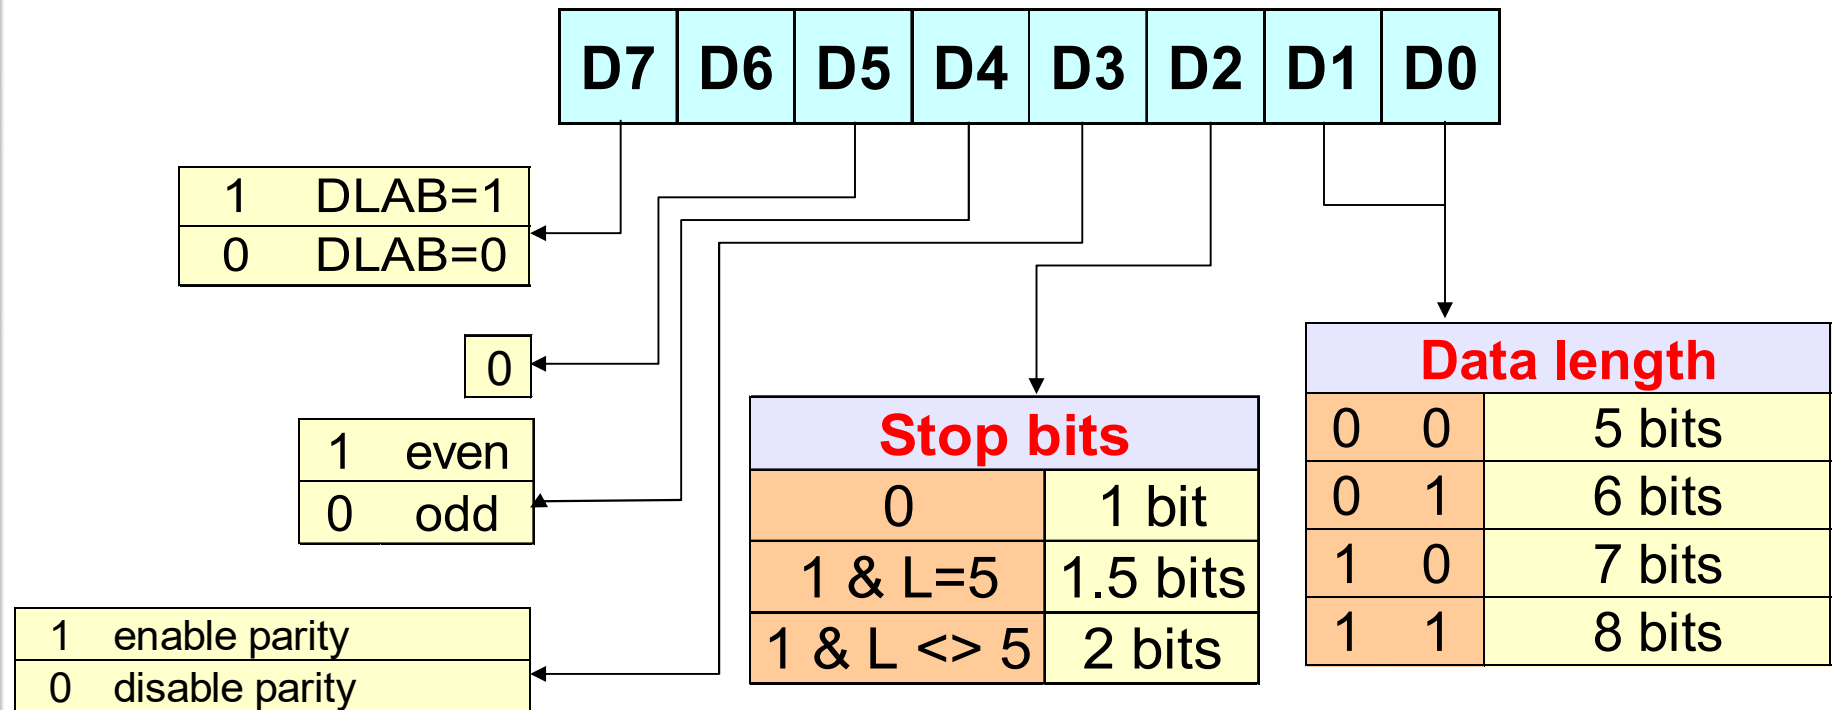 D7 D6 D5 D4 D3 D2 D1 D0
1 DLAB=1
0 DLAB=0
0
1 even
0 odd
1 enable parity
0 disable parity
Stop bits
0 1 bit
1 & L=5 1.5 bits
1 & L <> 5 2 bits
Data length
0 0 5 bits
0 1 6 bits
1 0 7 bits
1 1 8 bits